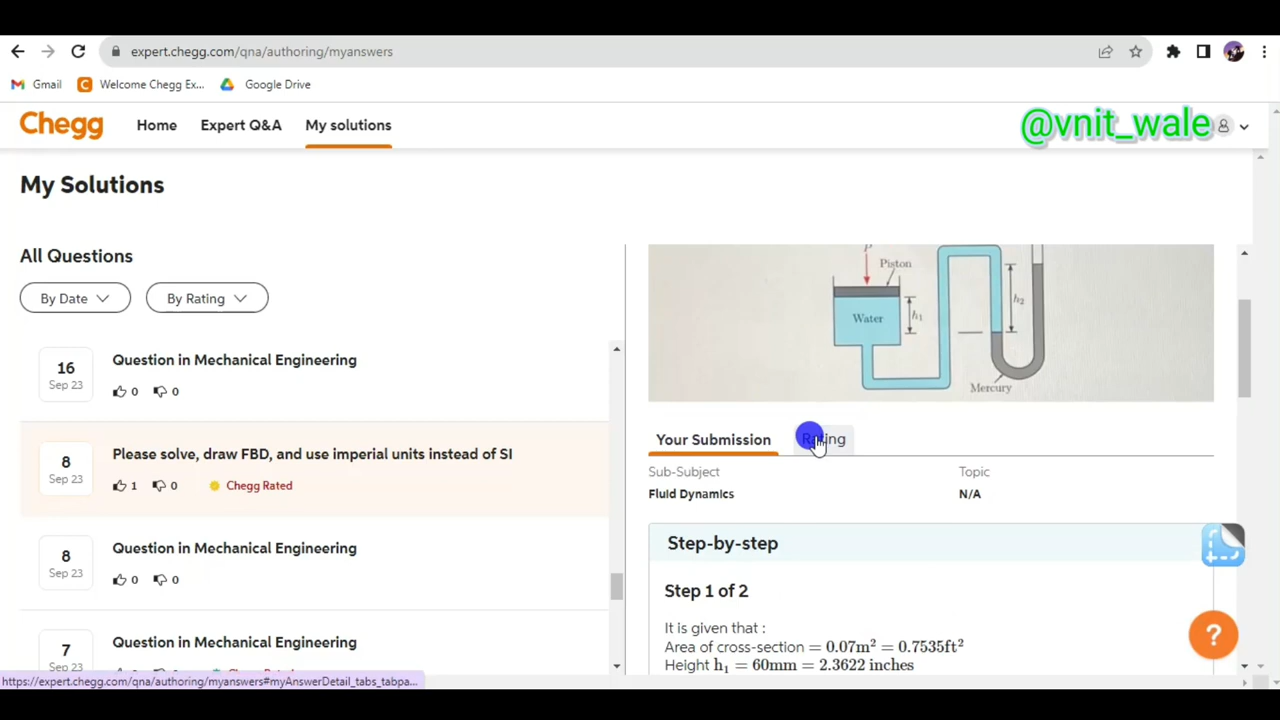 expert.chegg.com/qna/authoring/myanswers
Gmail
Welcome Chegg Ex...
Google Drive
Chegg
Home
Expert Q&A
My solutions
@vnit_wale
My Solutions
All Questions
By Date
By Rating
16
Sep 23
Question in Mechanical Engineering
0
0
8
Sep 23
Please solve, draw FBD, and use imperial units instead of SI
1
0
Chegg Rated
8
Sep 23
Question in Mechanical Engineering
0
0
7
Sep 23
Question in Mechanical Engineering
https://expert.chegg.com/qna/authoring/myanswers#myAnswerDetail_tabs_tabpa...
P
Piston
Water
h₁
h₂
Mercury
Your Submission
Rating
Sub-Subject
Topic
Fluid Dynamics
N/A
Step-by-step
Step 1 of 2
It is given that :
Area of cross-section = 0.07m² = 0.7535ft²
Height h₁ = 60mm = 2.3622 inches
?